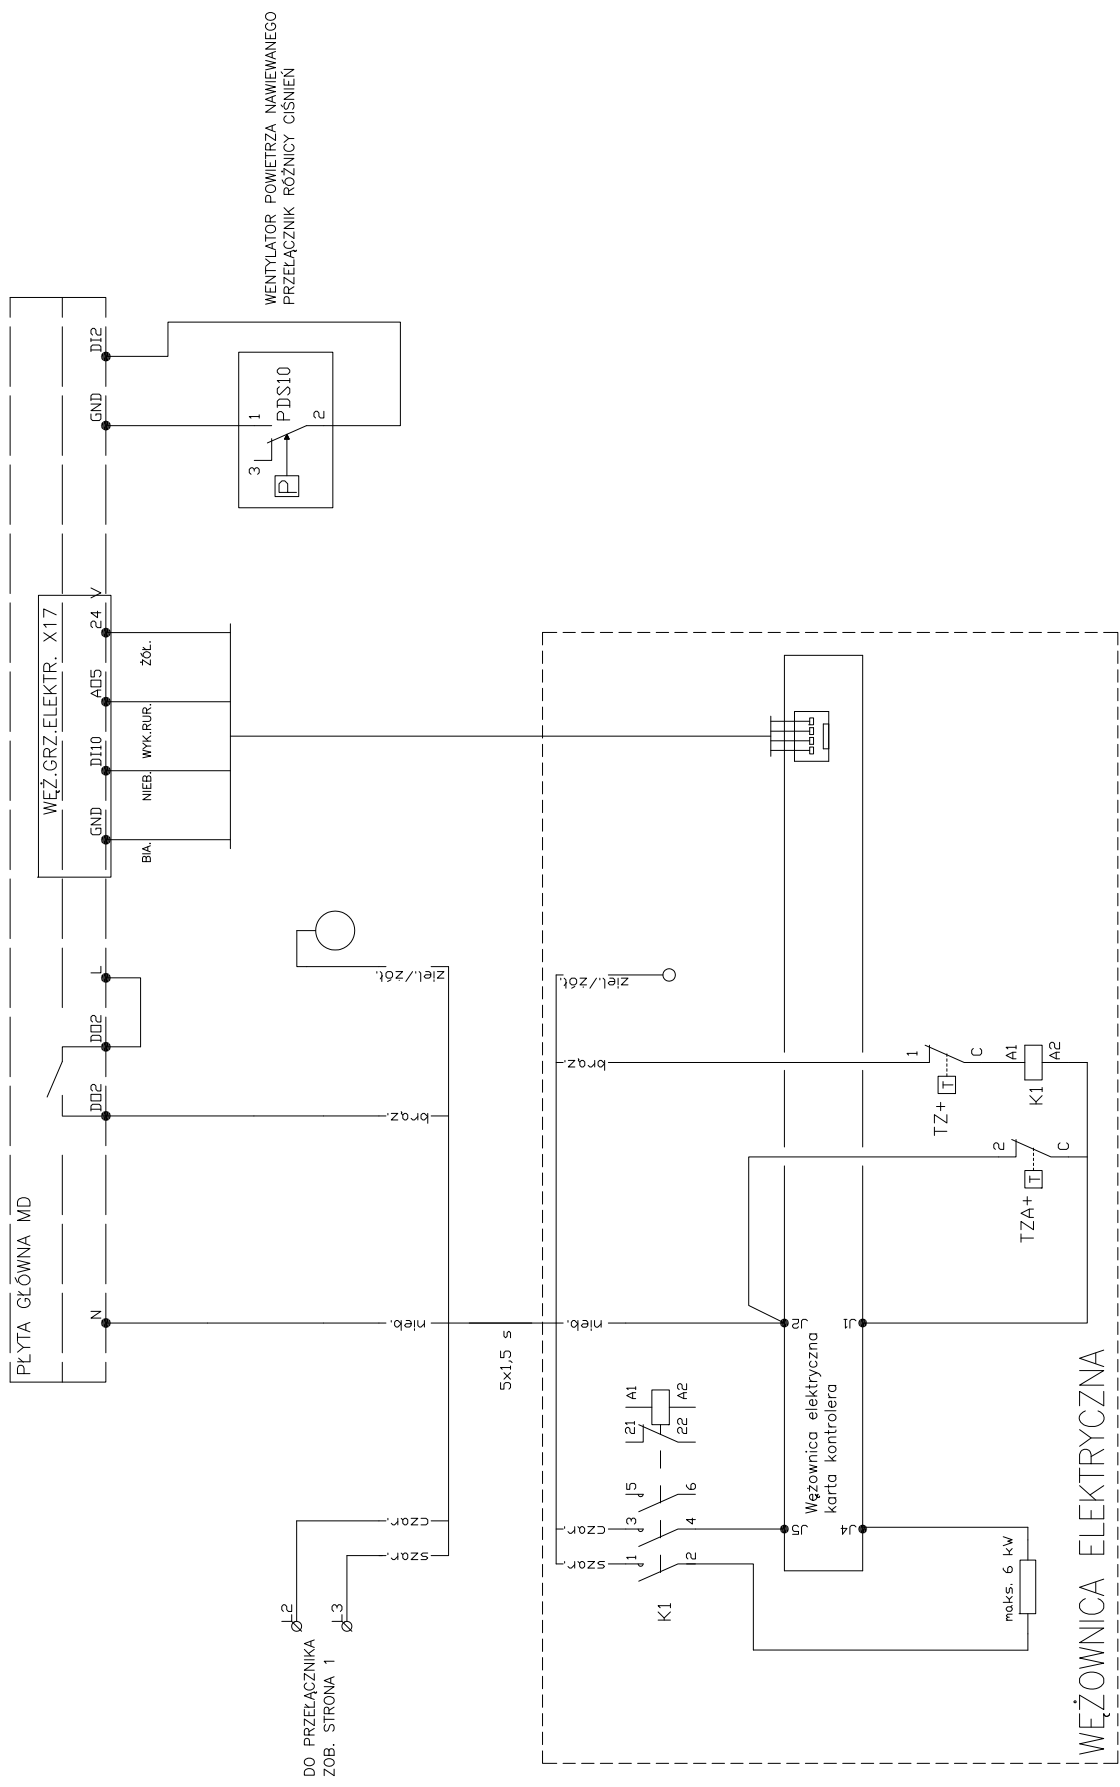 WENTYLATOR POWIETRZA NAWIEWANEGO
PRZEŁĄCZNIK RÓŻNICY CIŚNIEŃ
PŁYTA GŁÓWNA MD
N
DO2
DO2
L
WĘŻ.GRZ.ELEKTR. X17
GND
DI10
AO5
24 V
GND
DI2
BIA.
NIEB.
WYK.RUR.
ŻÓŁ.
3
1
PDS10
2
P
DO PRZEŁĄCZNIKA
ZOB. STRONA 1
L2
L3
szar.
czar.
nieb.
brąz.
ziel./żół.
5x1,5 s
szar.
czar.
nieb.
brąz.
ziel./żół.
K1
1
2
3
4
5
6
21
22
A1
A2
J5
J4
J2
J1
Wężownica elektryczna
karta kontrolera
TZA+
T
2
C
TZ+
T
1
C
K1
A1
A2
maks. 6 kW
WĘŻOWNICA ELEKTRYCZNA